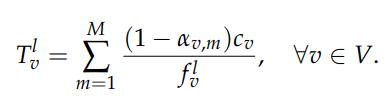 $T_v^l = \sum_{m=1}^{M} \frac{(1 - \alpha_{v,m})c_v}{f_v^l}, \quad \forall v \in V.$